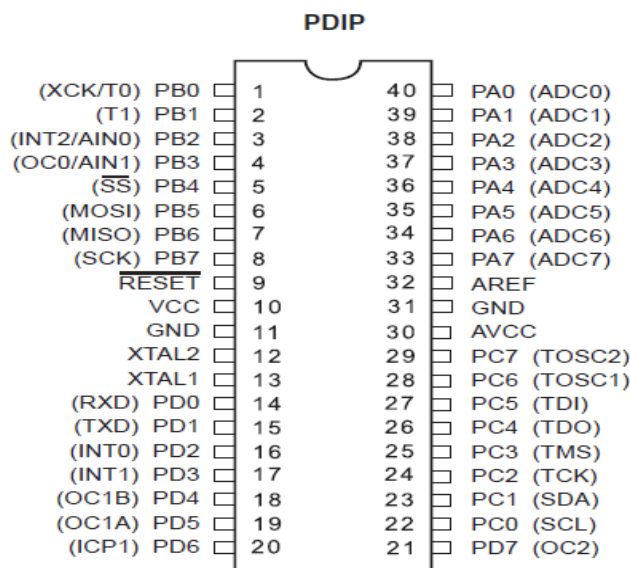 PDIP
(XCK/T0) PB0 1 40 PA0 (ADC0)
(T1) PB1 2 39 PA1 (ADC1)
(INT2/AIN0) PB2 3 38 PA2 (ADC2)
(OC0/AIN1) PB3 4 37 PA3 (ADC3)
(SS) PB4 5 36 PA4 (ADC4)
(MOSI) PB5 6 35 PA5 (ADC5)
(MISO) PB6 7 34 PA6 (ADC6)
(SCK) PB7 8 33 PA7 (ADC7)
RESET 9 32 AREF
VCC 10 31 GND
GND 11 30 AVCC
XTAL2 12 29 PC7 (TOSC2)
XTAL1 13 28 PC6 (TOSC1)
(RXD) PD0 14 27 PC5 (TDI)
(TXD) PD1 15 26 PC4 (TDO)
(INT0) PD2 16 25 PC3 (TMS)
(INT1) PD3 17 24 PC2 (TCK)
(OC1B) PD4 18 23 PC1 (SDA)
(OC1A) PD5 19 22 PC0 (SCL)
(ICP1) PD6 20 21 PD7 (OC2)